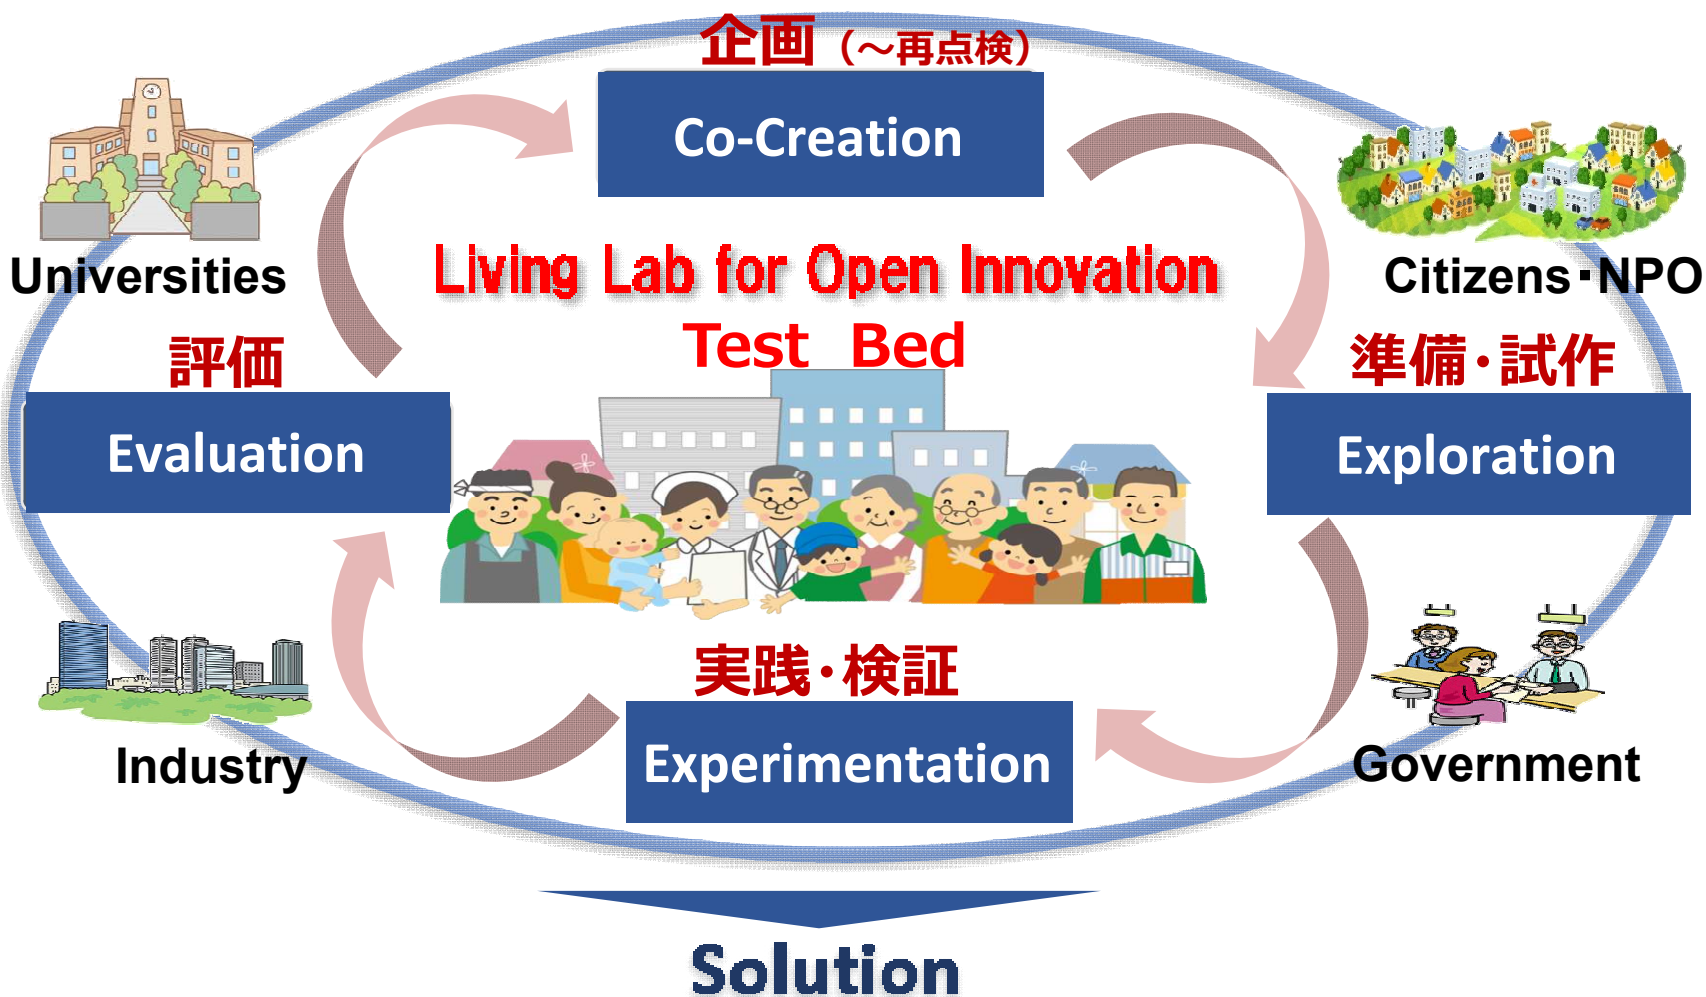 企画（～再点検）
Co-Creation
Universities
Citizens・NPO
Living Lab for Open Innovation
Test Bed
評価
準備・試作
Evaluation
Exploration
実践・検証
Experimentation
Industry
Government
Solution